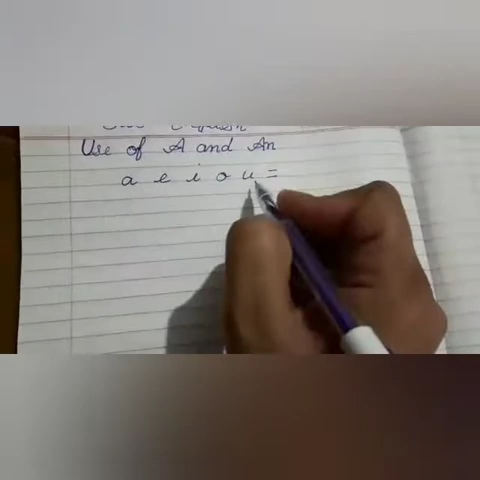 Use of A and An
a e i o u =